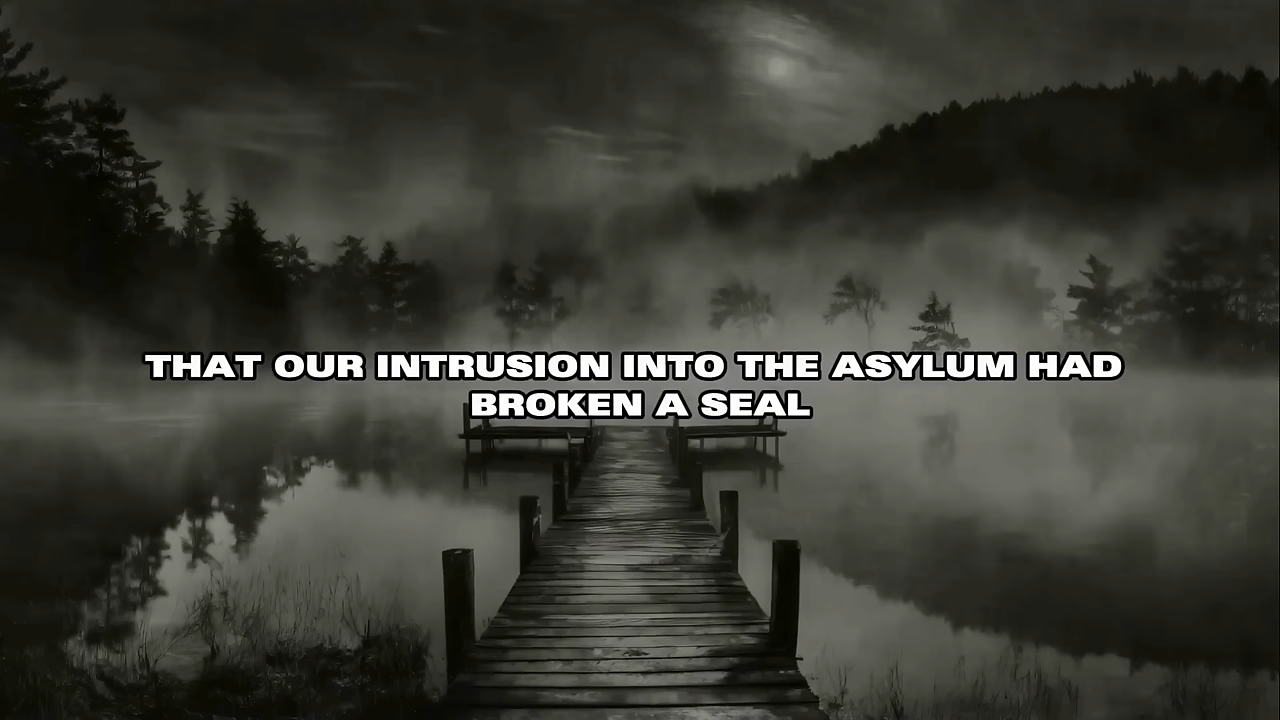 THAT OUR INTRUSION INTO THE ASYLUM HAD
BROKEN A SEAL